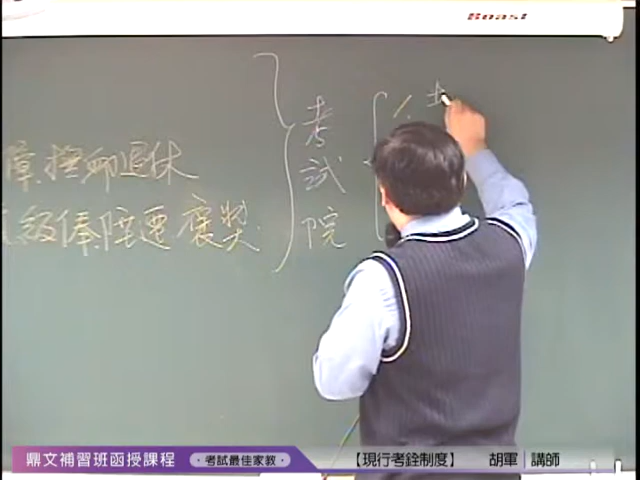 障、撫卹退休
級俸陞遷褒獎
考試院
鼎文補習班函授課程
·考試最佳家教·
【現行考銓制度】
胡軍 講師